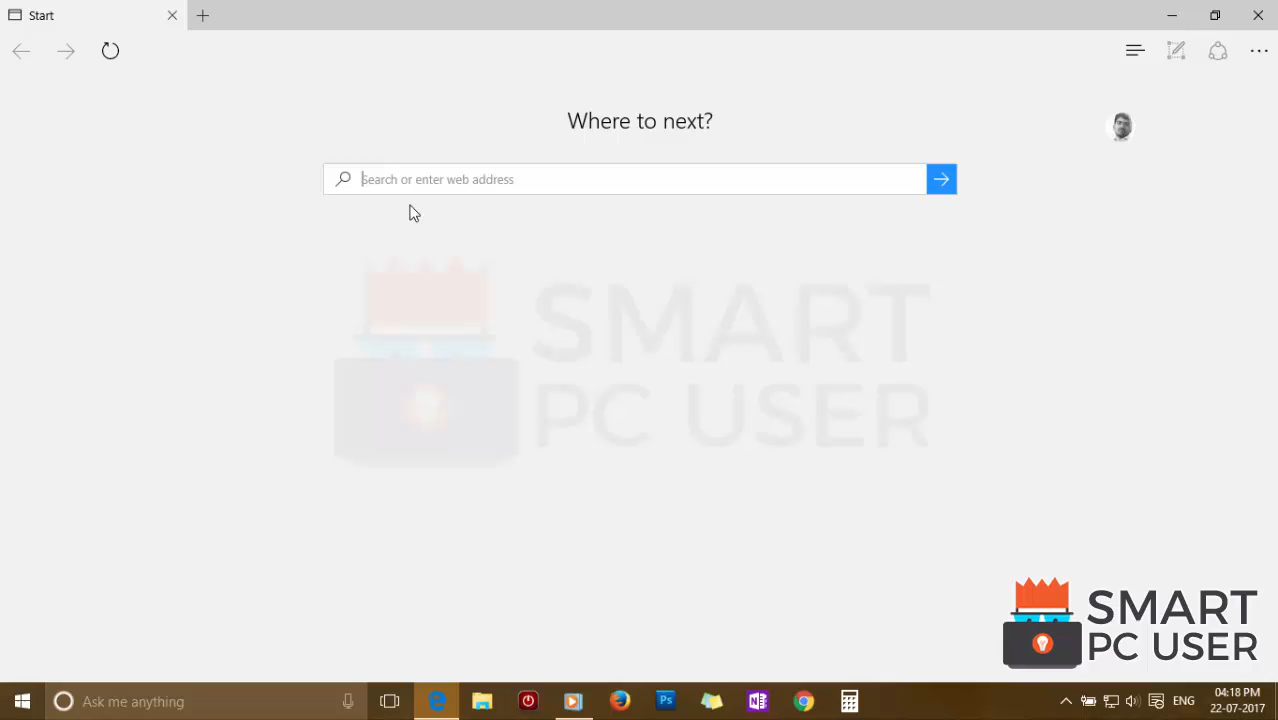 Start
Where to next?
Search or enter web address
SMART
PC USER
SMART
PC USER
Ask me anything
Ps
N
ENG
04:18 PM
22-07-2017